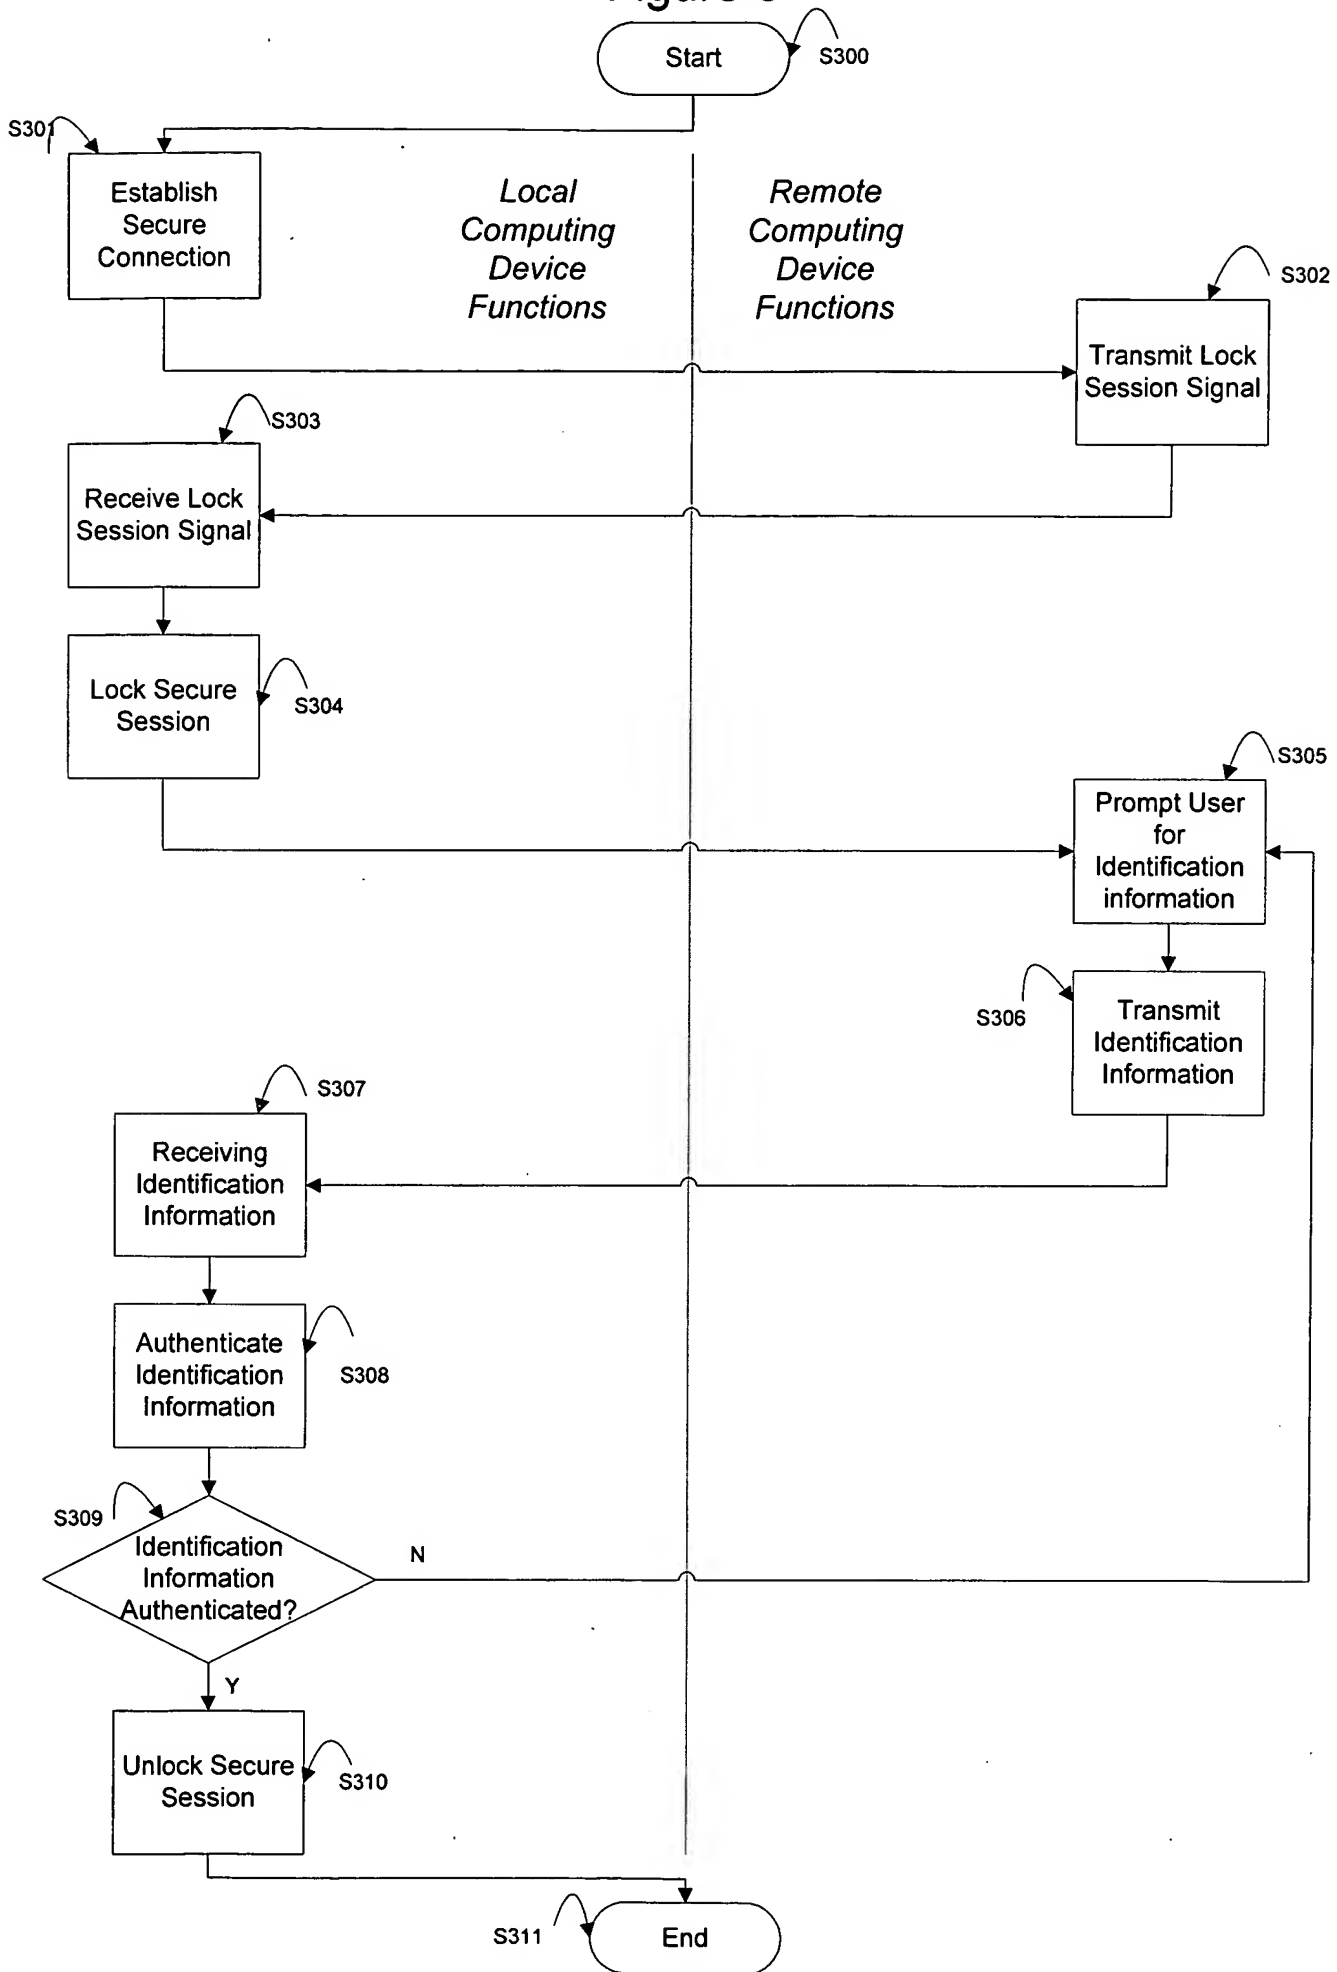 Start
S300
S301
Establish
Secure
Connection
Local
Computing
Device
Functions
Remote
Computing
Device
Functions
S302
Transmit Lock
Session Signal
S303
Receive Lock
Session Signal
Lock Secure
Session
S304
S305
Prompt User
for
Identification
information
S306
Transmit
Identification
Information
S307
Receiving
Identification
Information
Authenticate
Identification
Information
S308
S309
Identification
Information
Authenticated?
N
Y
Unlock Secure
Session
S310
S311
End